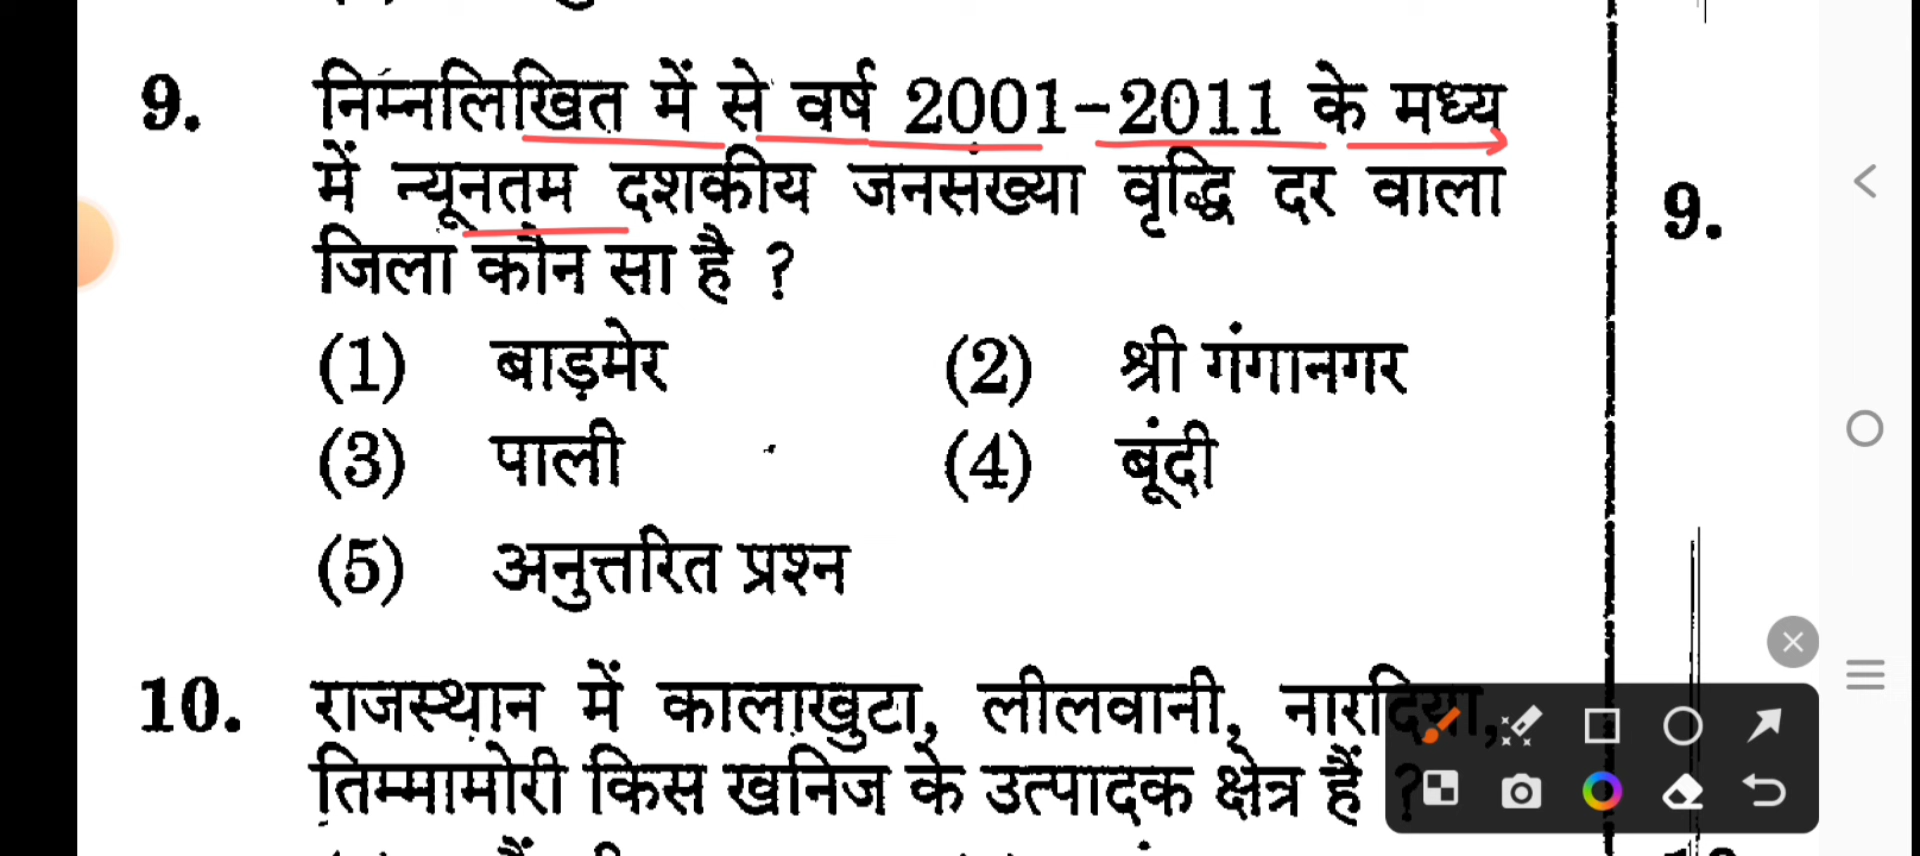 9. निम्नलिखित में से वर्ष 2001-2011 के मध्य
में न्यूनतम दशकीय जनसंख्या वृद्धि दर वाला
जिला कौन सा है ?
(1) बाड़मेर (2) श्री गंगानगर
(3) पाली (4) बूंदी
(5) अनुत्तरित प्रश्न
9.
10. राजस्थान में कालाखुटा, लीलवानी, नारदिया,
तिम्मामोरी किस खनिज के उत्पादक क्षेत्र हैं ?